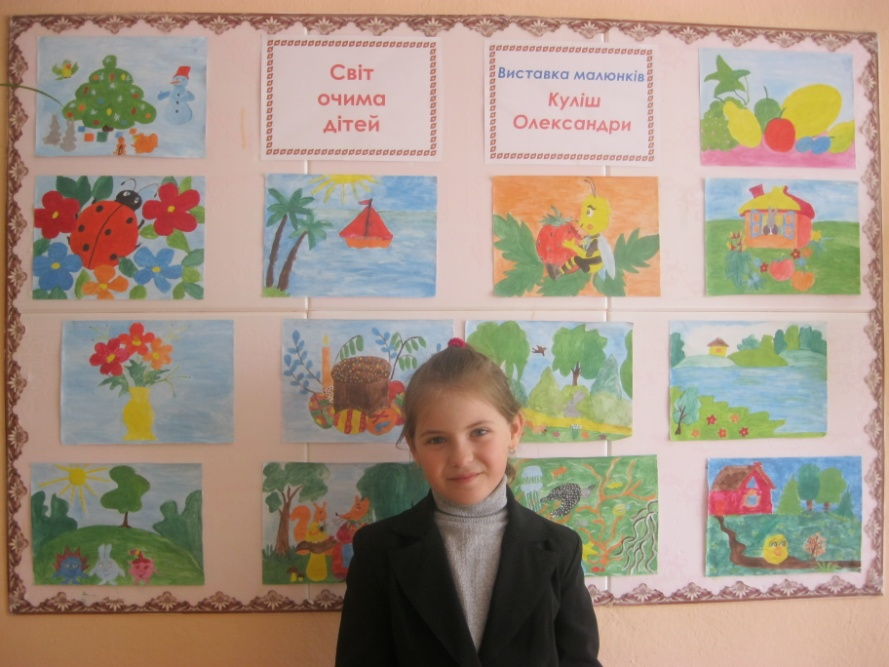 Світ
очима
дітей
Виставка малюнків
Куліш
Олександри